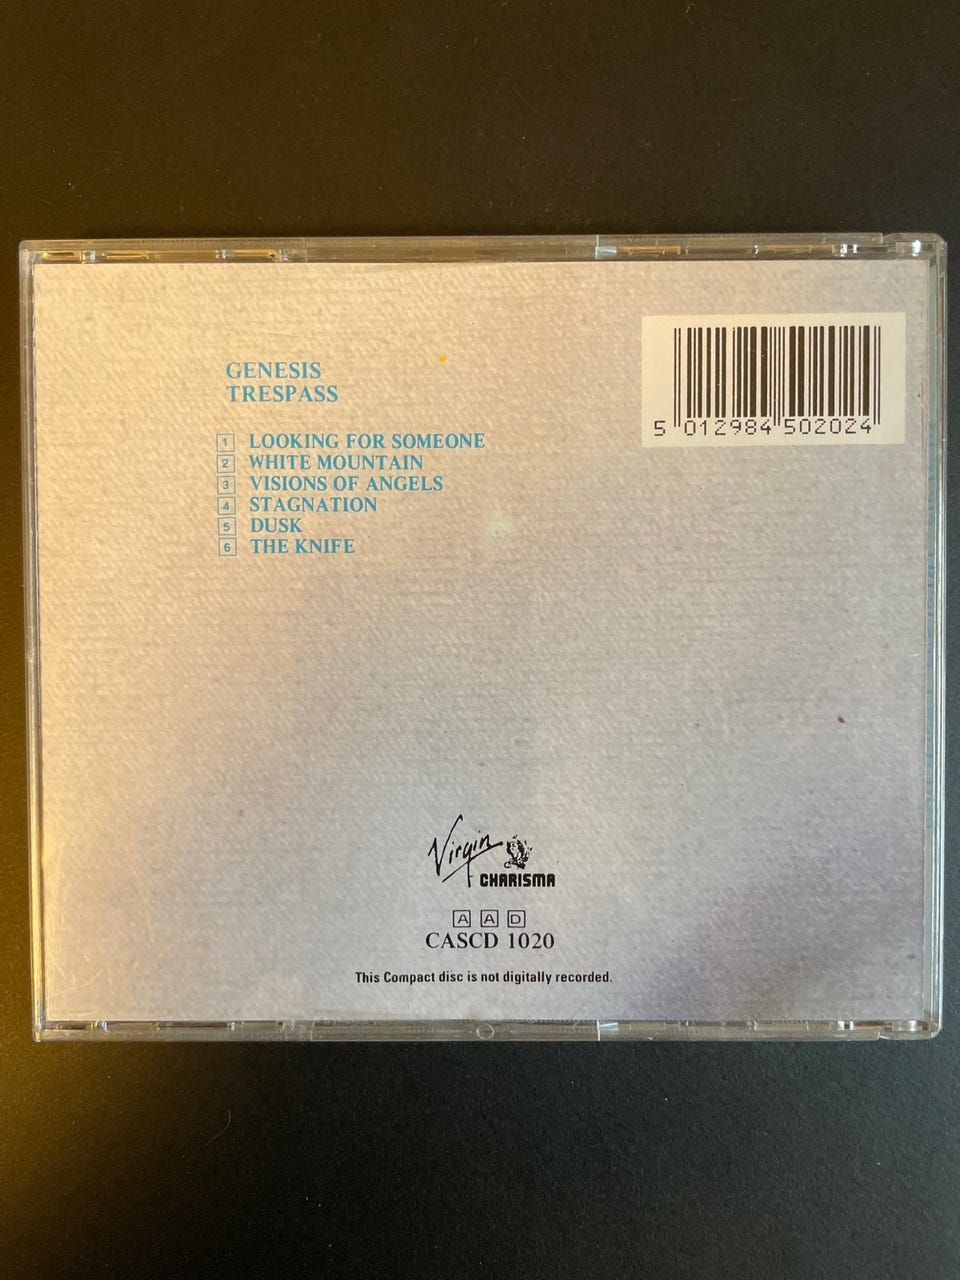 GENESIS
TRESPASS
1 LOOKING FOR SOMEONE
2 WHITE MOUNTAIN
3 VISIONS OF ANGELS
4 STAGNATION
5 DUSK
6 THE KNIFE
5 012984 502024
Virgin
CHARISMA
A A D
CASCD 1020
This Compact disc is not digitally recorded.